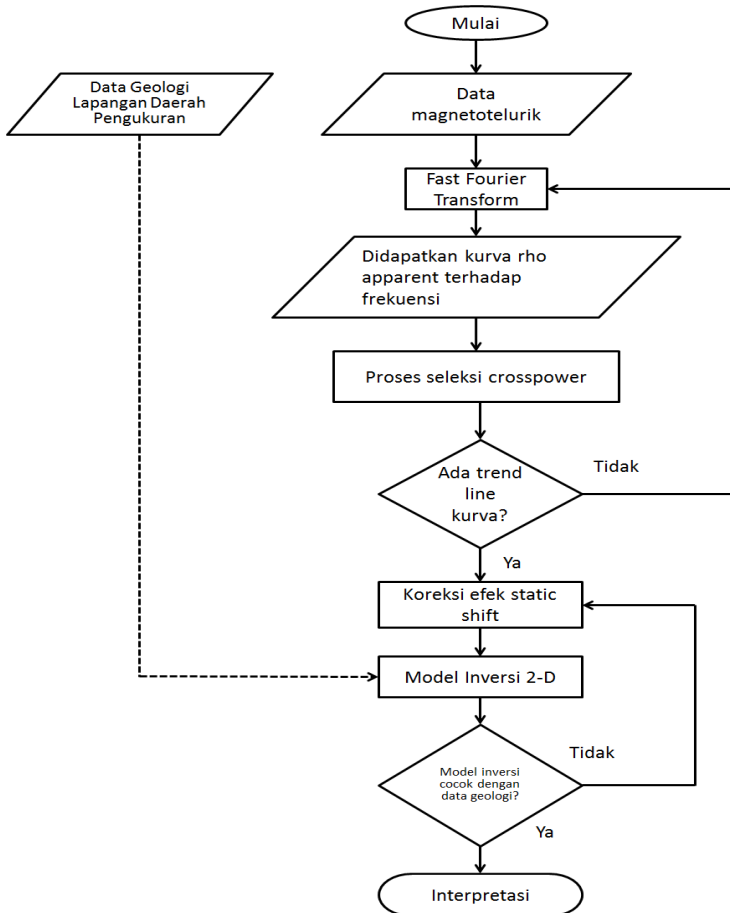 Mulai
Data Geologi
Lapangan Daerah
Pengukuran
Data
magnetotelurik
Fast Fourier
Transform
Didapatkan kurva rho
apparent terhadap
frekuensi
Proses seleksi crosspower
Ada trend
line
kurva?
Tidak
Ya
Koreksi efek static
shift
Model Inversi 2-D
Model inversi
cocok dengan
data geologi?
Tidak
Ya
Interpretasi